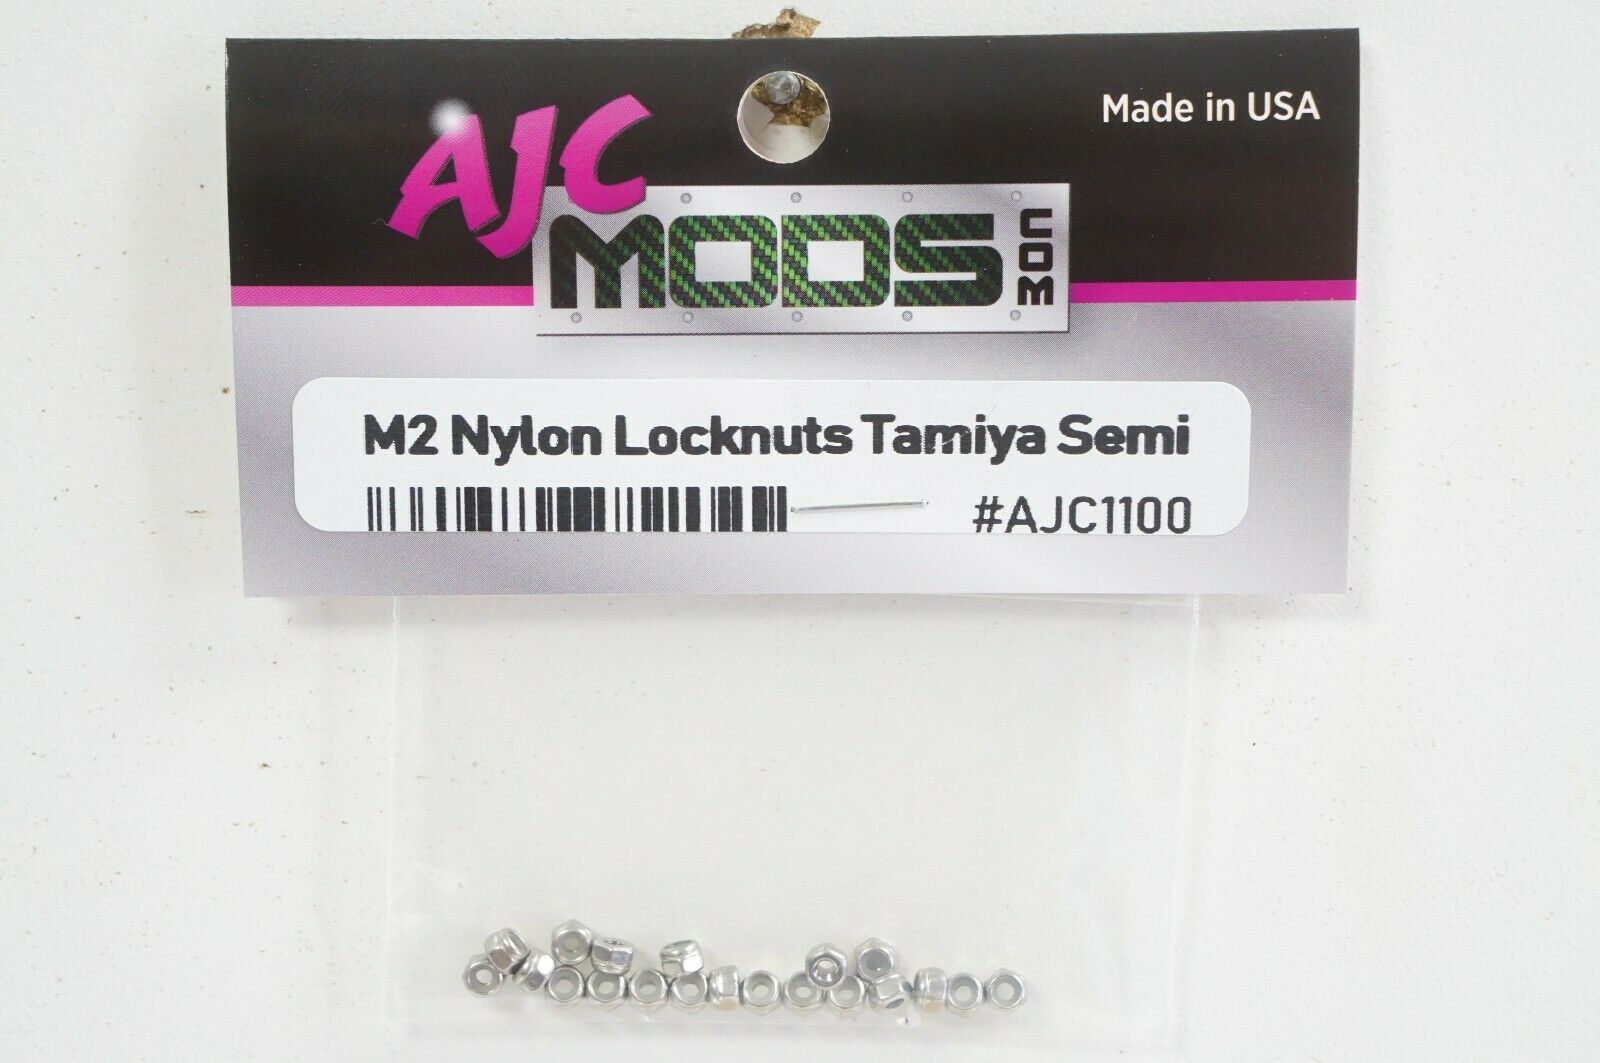 Made in USA
AJC
MODS
COM
M2 Nylon Locknuts Tamiya Semi
#AJC1100